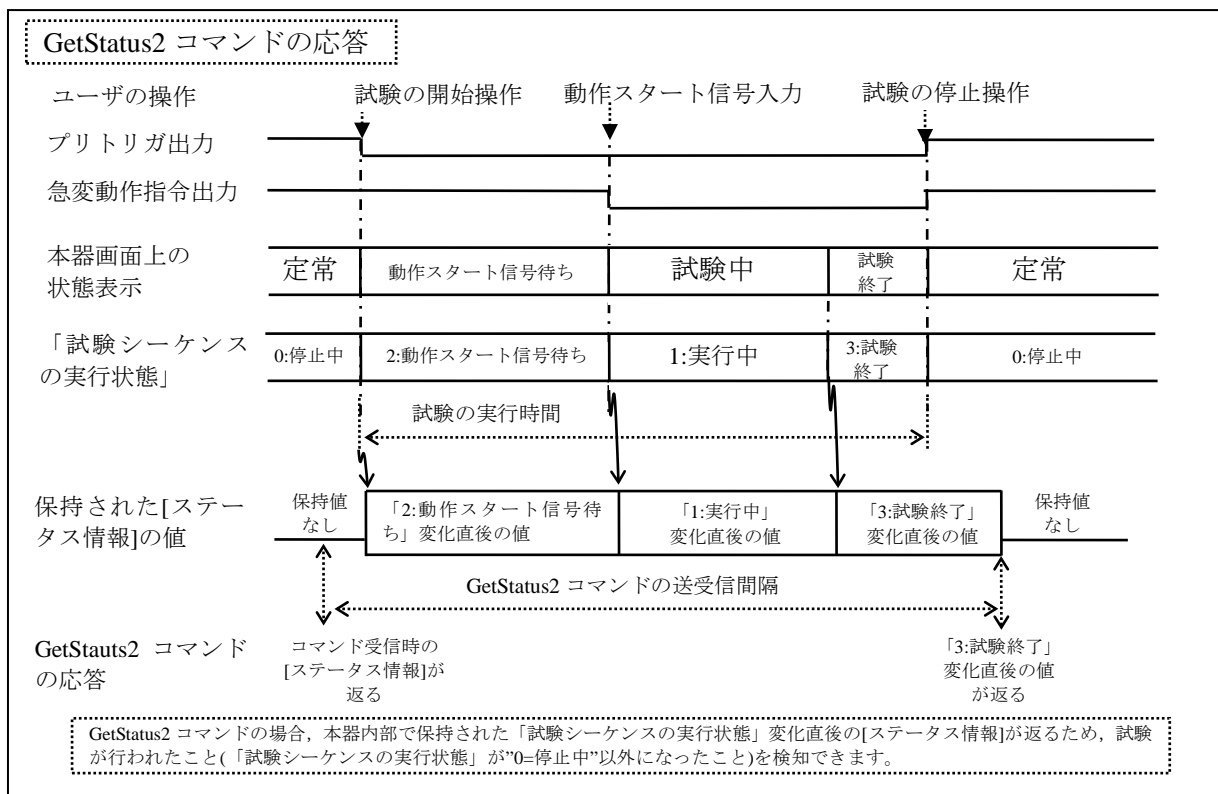 GetStatus2 コマンドの応答
ユーザの操作
試験の開始操作
動作スタート信号入力
試験の停止操作
プリトリガ出力
急変動作指令出力
本器画面上の
状態表示
定常
動作スタート信号待ち
試験中
試験
終了
定常
「試験シーケンス
の実行状態」
0:停止中
2:動作スタート信号待ち
1:実行中
3:試験
終了
0:停止中
試験の実行時間
保持された[ステー
タス情報]の値
保持値
なし
「2:動作スタート信号待
ち」変化直後の値
「1:実行中」
変化直後の値
「3:試験終了」
変化直後の値
保持値
なし
GetStatus2 コマンドの送受信間隔
GetStauts2 コマンド
の応答
コマンド受信時の
[ステータス情報]が
返る
「3:試験終了」
変化直後の値
が返る
GetStatus2 コマンドの場合，本器内部で保持された「試験シーケンスの実行状態」変化直後の[ステータス情報]が返るため，試験
が行われたこと(「試験シーケンスの実行状態」が”0=停止中”以外になったこと)を検知できます。